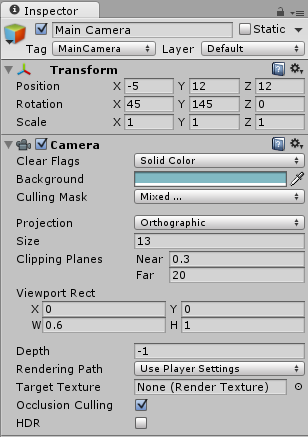 Inspector
Main Camera Static
Tag MainCamera Layer Default
Transform
Position X -5 Y 12 Z 12
Rotation X 45 Y 145 Z 0
Scale X 1 Y 1 Z 1
Camera
Clear Flags Solid Color
Background
Culling Mask Mixed ...
Projection Orthographic
Size 13
Clipping Planes Near 0.3
Far 20
Viewport Rect
X 0 Y 0
W 0.6 H 1
Depth -1
Rendering Path Use Player Settings
Target Texture None (Render Texture)
Occlusion Culling
HDR